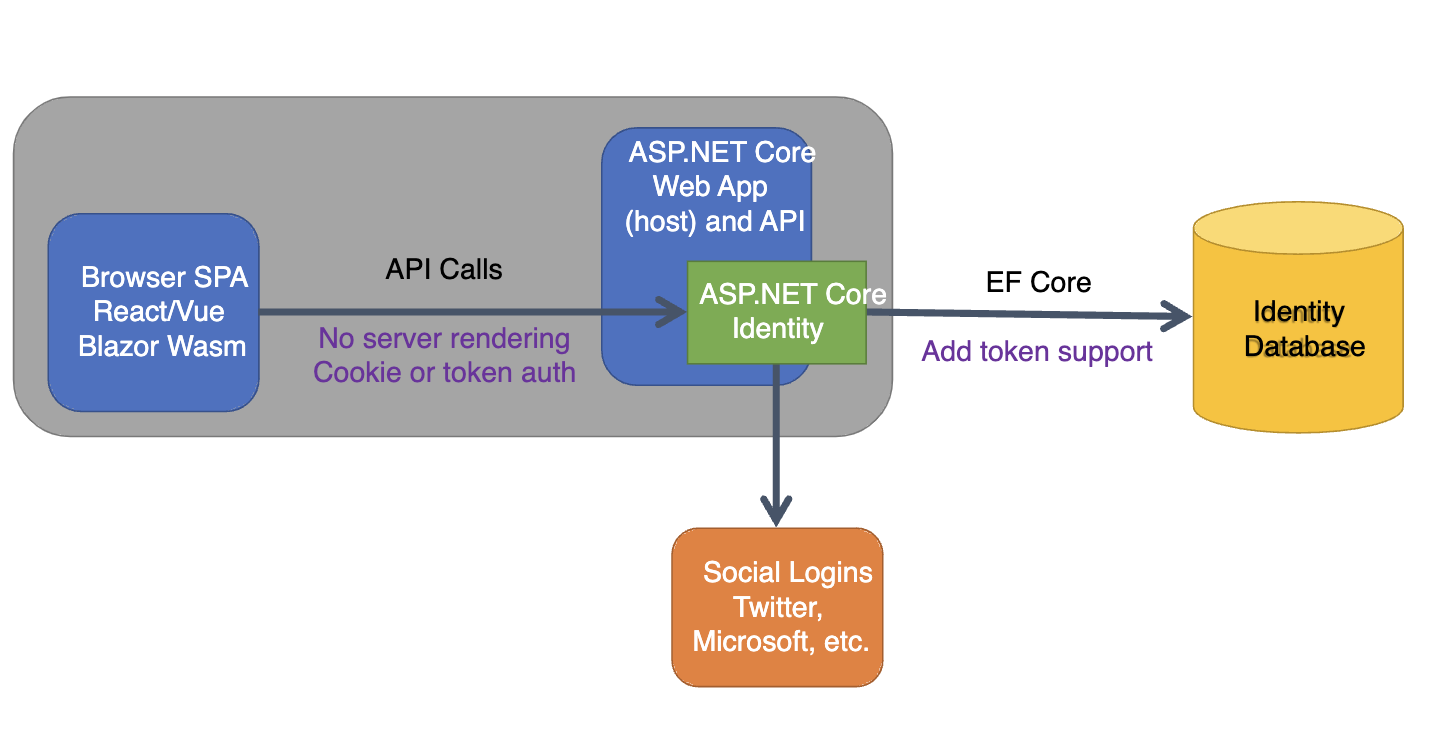 ASP.NET Core
Web App
(host) and API
Browser SPA
React/Vue
Blazor Wasm
API Calls
No server rendering
Cookie or token auth
ASP.NET Core
Identity
EF Core
Add token support
Identity
Database
Social Logins
Twitter,
Microsoft, etc.